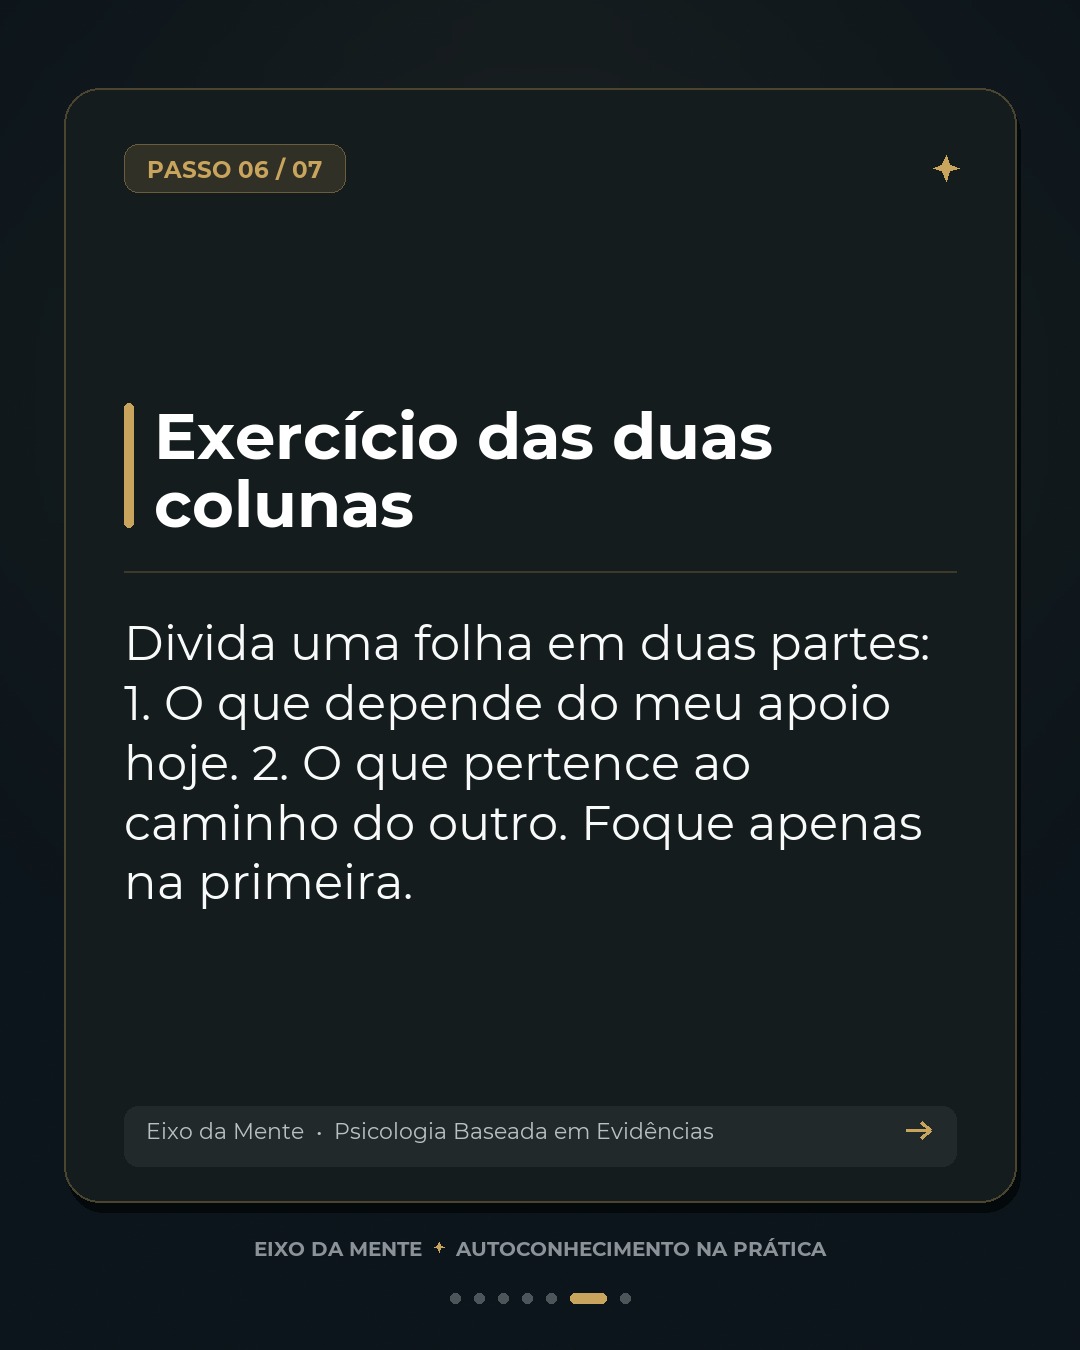 PASSO 06 / 07
Exercício das duas
colunas
Divida uma folha em duas partes:
1. O que depende do meu apoio
hoje. 2. O que pertence ao
caminho do outro. Foque apenas
na primeira.
Eixo da Mente • Psicologia Baseada em Evidências
EIXO DA MENTE ✦ AUTOCONHECIMENTO NA PRÁTICA